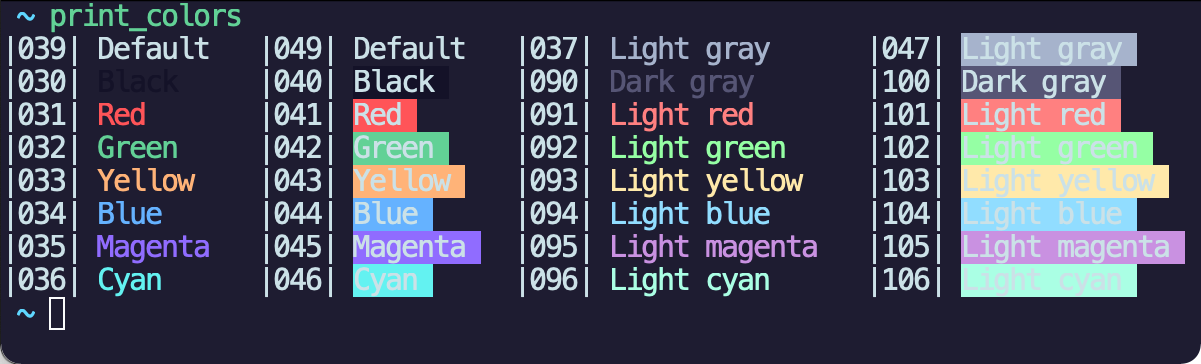 ~ print_colors
|039| Default |049| Default |037| Light gray |047| Light gray
|030| Black |040| Black |090| Dark gray |100| Dark gray
|031| Red |041| Red |091| Light red |101| Light red
|032| Green |042| Green |092| Light green |102| Light green
|033| Yellow |043| Yellow |093| Light yellow |103| Light yellow
|034| Blue |044| Blue |094| Light blue |104| Light blue
|035| Magenta |045| Magenta |095| Light magenta |105| Light magenta
|036| Cyan |046| Cyan |096| Light cyan |106| Light cyan
~